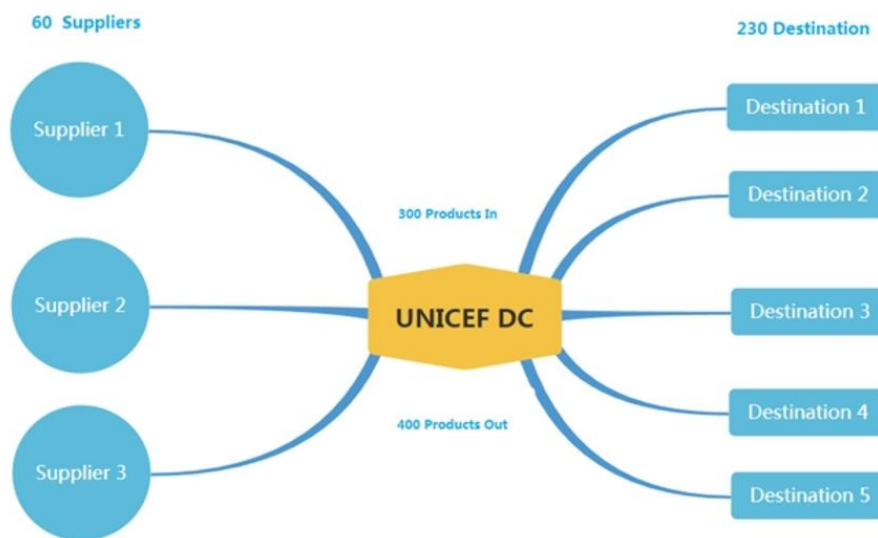 60 Suppliers
230 Destination
Supplier 1
Destination 1
Destination 2
300 Products In
Supplier 2
UNICEF DC
Destination 3
Destination 4
400 Products Out
Supplier 3
Destination 5